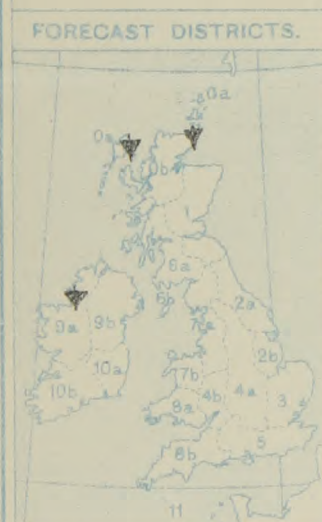 FORECAST DISTRICTS.
0a
0a
0b
6a
6b
2a
9a
9b
2b
7b
10a
4b
4a
3
10b
8a
5
8b
11